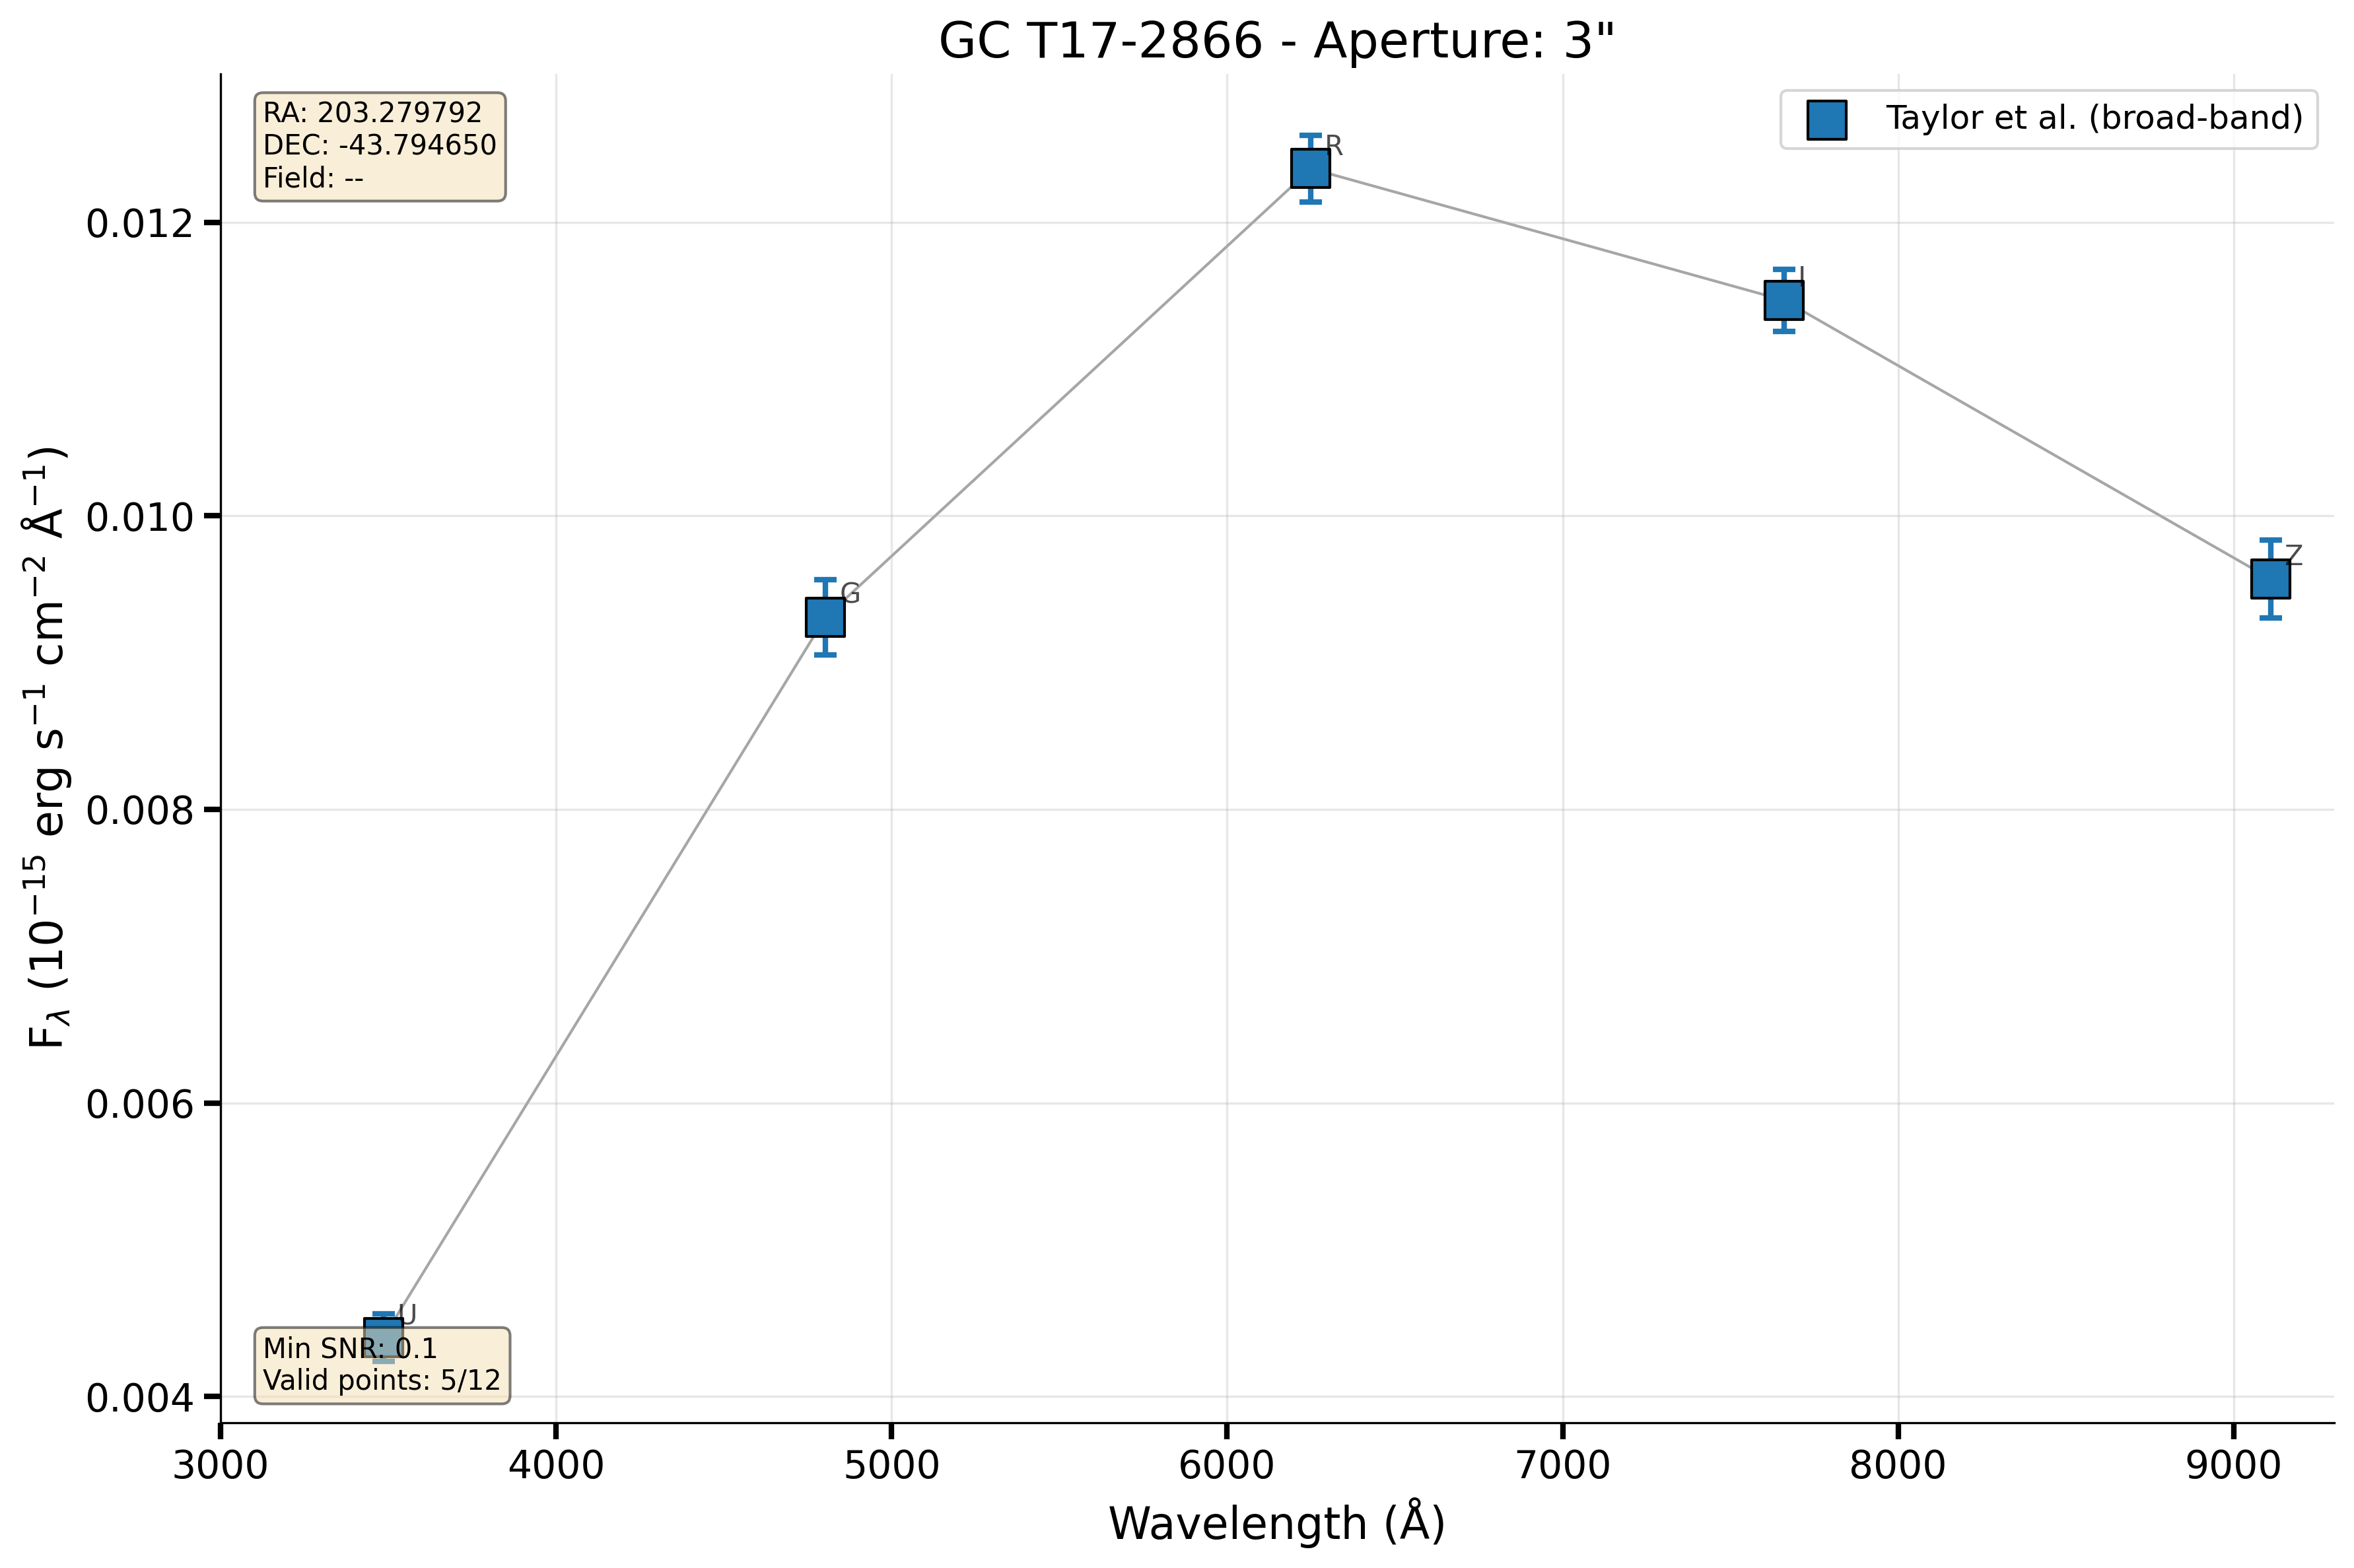 GC T17-2866 - Aperture: 3"
RA: 203.279792
DEC: -43.794650
Field: --
Taylor et al. (broad-band)
R
I
G
Z
U
Min SNR: 0.1
Valid points: 5/12
0.012
0.010
0.008
0.006
0.004
F_λ (10⁻¹⁵ erg s⁻¹ cm⁻² Å⁻¹)
3000 4000 5000 6000 7000 8000 9000
Wavelength (Å)